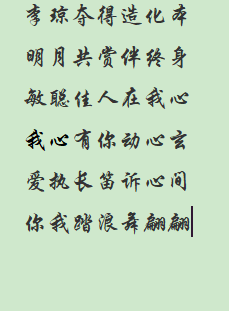 李琼夺得造化本
明月共赏伴终身
敏聪佳人在我心
我心有你动心玄
爱执长笛诉心间
你我踏浪舞翩翩